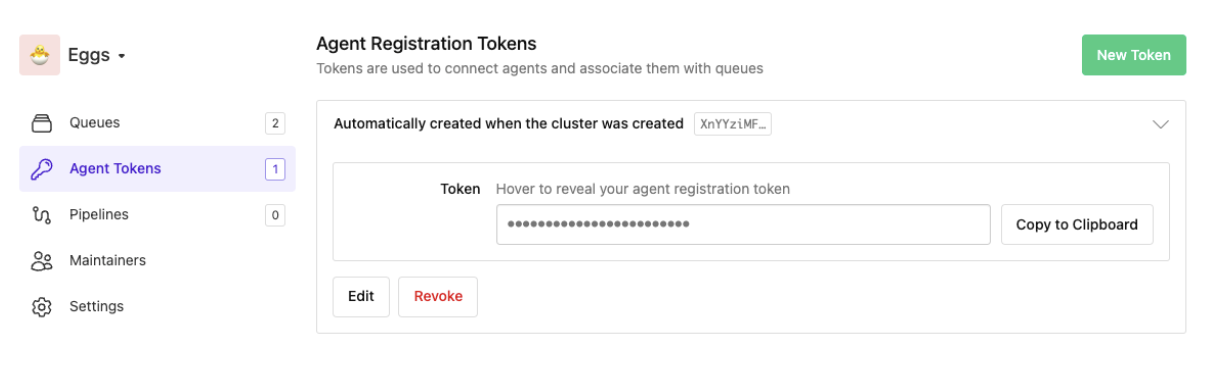 Eggs
Queues 2
Agent Tokens 1
Pipelines 0
Maintainers
Settings
Agent Registration Tokens
Tokens are used to connect agents and associate them with queues
New Token
Automatically created when the cluster was created XnYYziMF…
Token Hover to reveal your agent registration token
••••••••••••••••••••••••
Copy to Clipboard
Edit Revoke